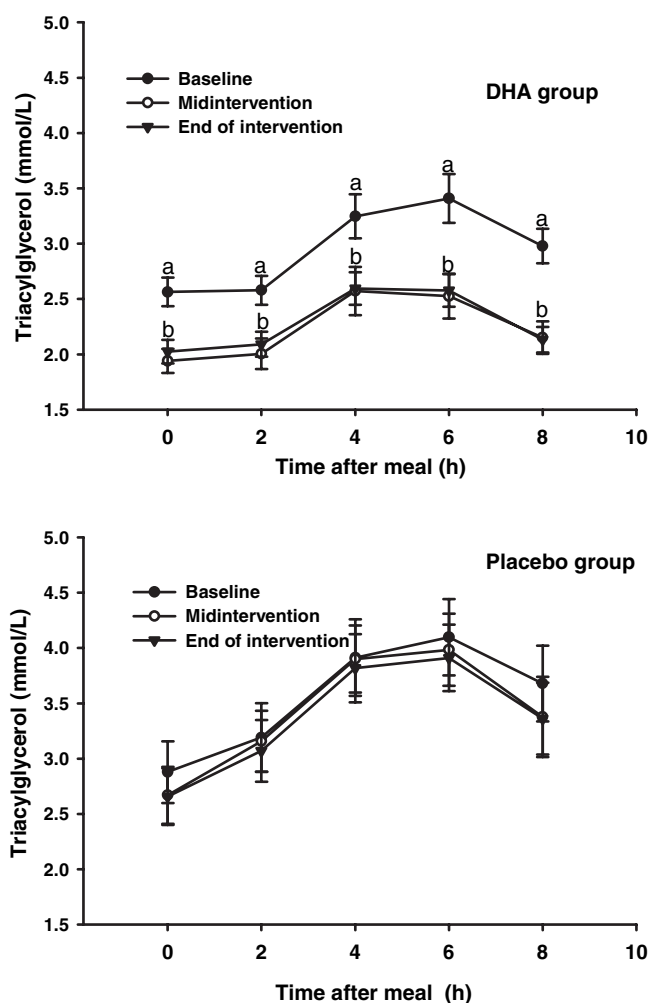 5.0
Baseline
4.5
DHA group
Midintervention
4.0
End of intervention
Triacylglycerol (mmol/L)
a
a
3.5
a
3.0
a
a
b
b
2.5
b
b
b
2.0
1.5
0 2 4 6 8 10
Time after meal (h)
5.0
Placebo group
4.5
Baseline
Midintervention
4.0
End of intervention
Triacylglycerol (mmol/L)
3.5
3.0
2.5
2.0
1.5
0 2 4 6 8 10
Time after meal (h)